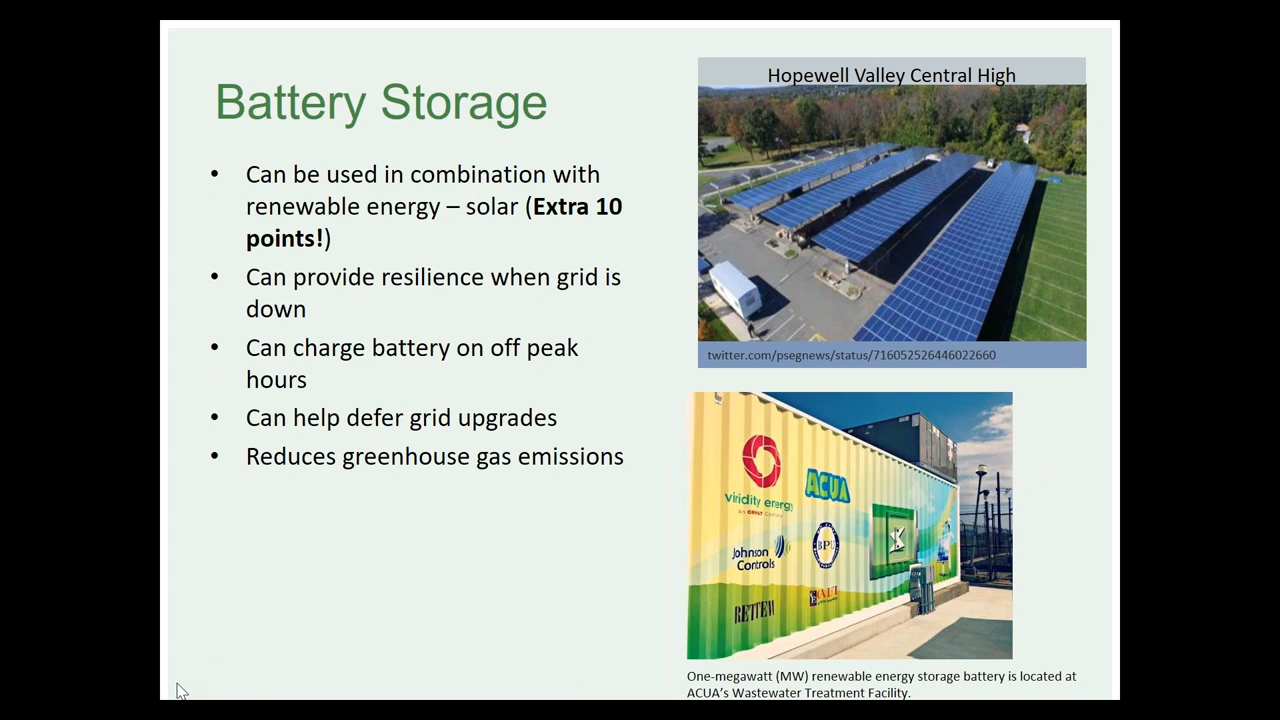 Battery Storage
• Can be used in combination with
renewable energy – solar (Extra 10
points!)
• Can provide resilience when grid is
down
• Can charge battery on off peak
hours
• Can help defer grid upgrades
• Reduces greenhouse gas emissions
Hopewell Valley Central High
twitter.com/psegnews/status/716052526446022660
viridity energy
ACUA
Johnson
Controls
BPU
RETTEW
One-megawatt (MW) renewable energy storage battery is located at
ACUA's Wastewater Treatment Facility.